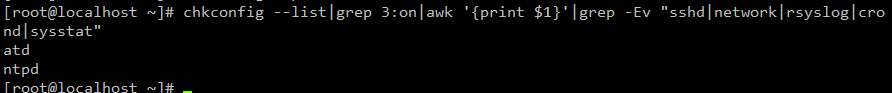 [root@localhost ~]# chkconfig --list|grep 3:on|awk '{print $1}'|grep -Ev "sshd|network|rsyslog|cro
nd|sysstat"
atd
ntpd
[root@localhost ~]#